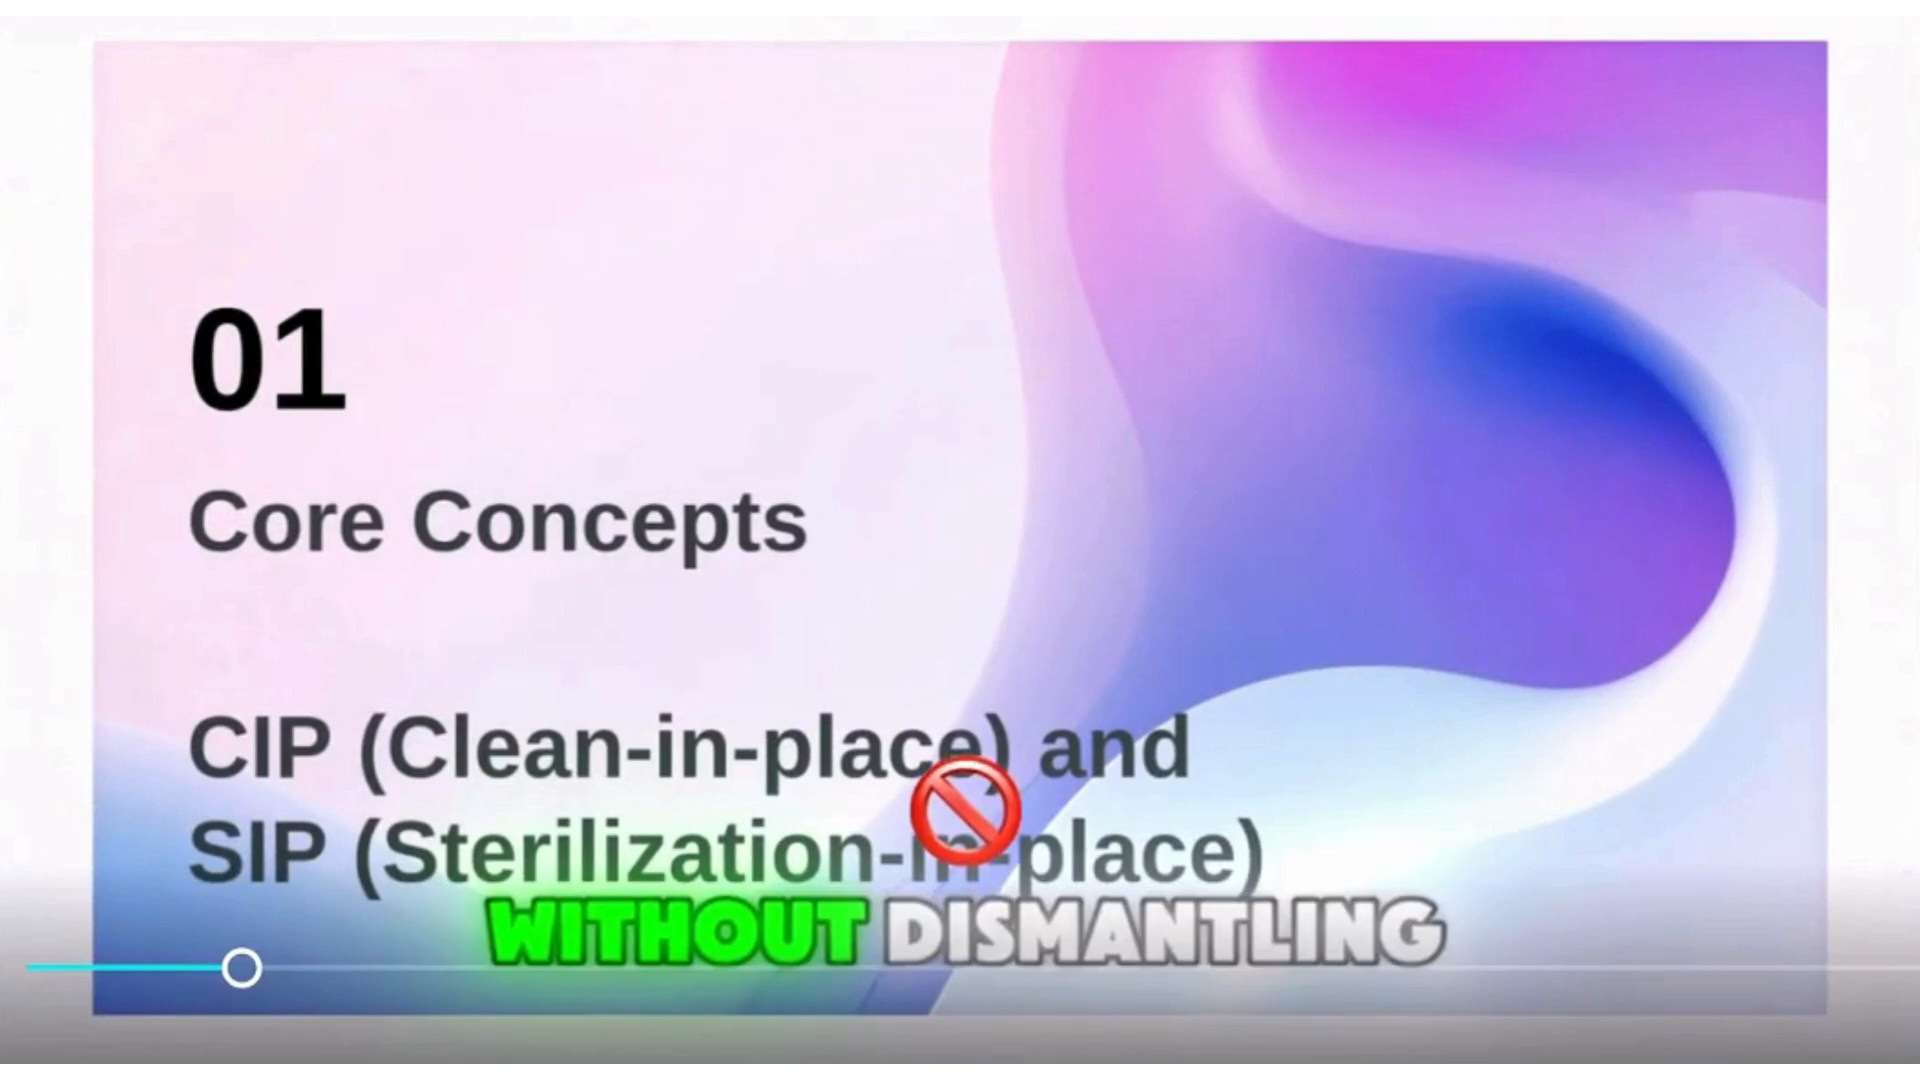 01
Core Concepts
CIP (Clean-in-place) and
SIP (Sterilization-in-place)
WITHOUT DISMANTLING